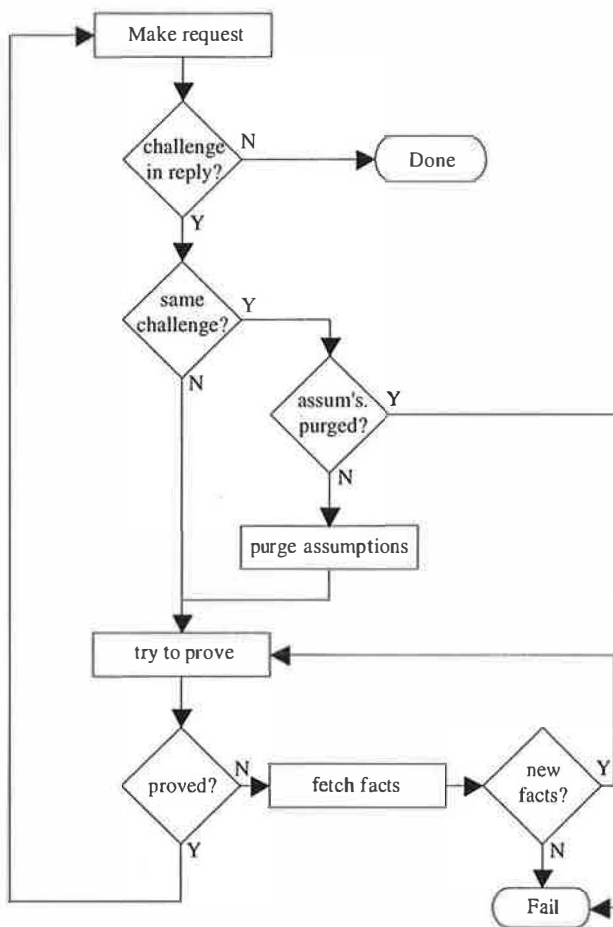 Make request
challenge
in reply?
N
Done
Y
same
challenge?
Y
N
assum's.
purged?
Y
N
purge assumptions
try to prove
proved?
N
fetch facts
new
facts?
Y
Y
N
Fail